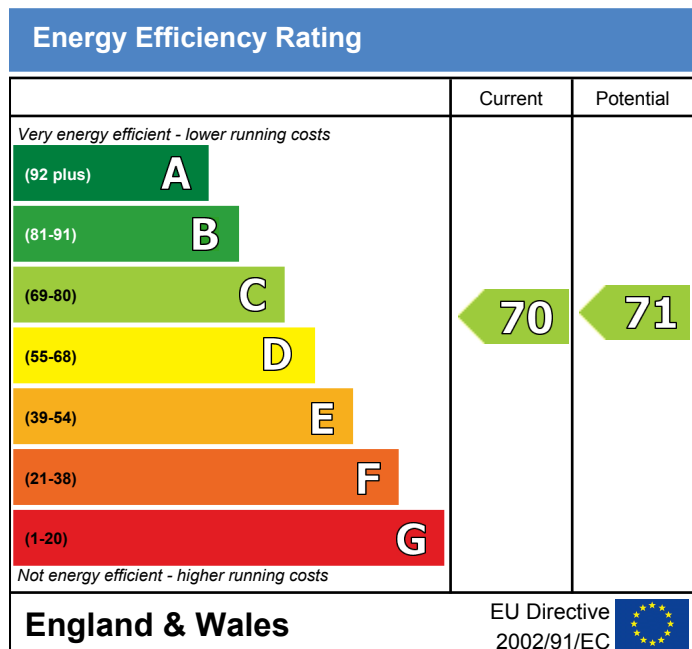 Energy Efficiency Rating
Current Potential
Very energy efficient - lower running costs
(92 plus) A
(81-91) B
(69-80) C
70 71
(55-68) D
(39-54) E
(21-38) F
(1-20) G
Not energy efficient - higher running costs
England & Wales
EU Directive
2002/91/EC